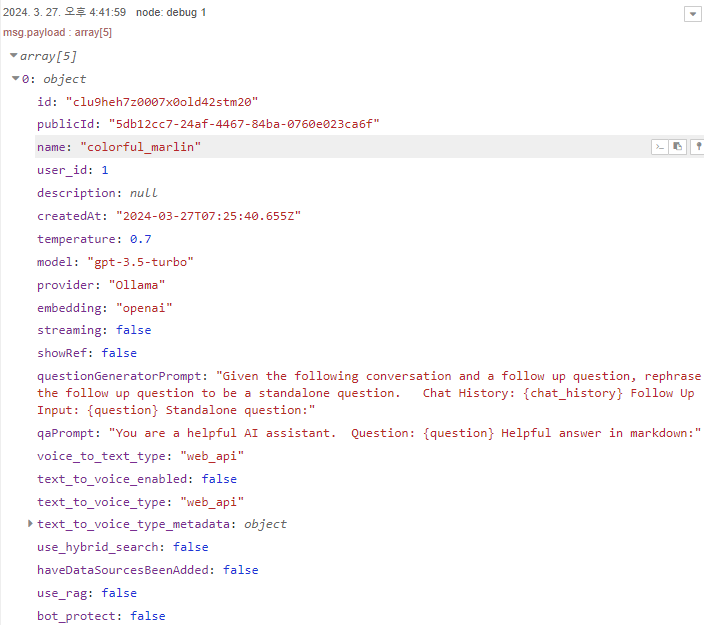 2024. 3. 27. 오후 4:41:59 node: debug 1
msg.payload : array[5]
array[5]
0: object
id: "clu9heh7z0007x0old42stm20"
publicId: "5db12cc7-24af-4467-84ba-0760e023ca6f"
name: "colorful_marlin"
user_id: 1
description: null
createdAt: "2024-03-27T07:25:40.655Z"
temperature: 0.7
model: "gpt-3.5-turbo"
provider: "Ollama"
embedding: "openai"
streaming: false
showRef: false
questionGeneratorPrompt: "Given the following conversation and a follow up question, rephrase
the follow up question to be a standalone question.   Chat History: {chat_history} Follow Up
Input: {question} Standalone question:"
qaPrompt: "You are a helpful AI assistant.  Question: {question} Helpful answer in markdown:"
voice_to_text_type: "web_api"
text_to_voice_enabled: false
text_to_voice_type: "web_api"
text_to_voice_type_metadata: object
use_hybrid_search: false
haveDataSourcesBeenAdded: false
use_rag: false
bot_protect: false